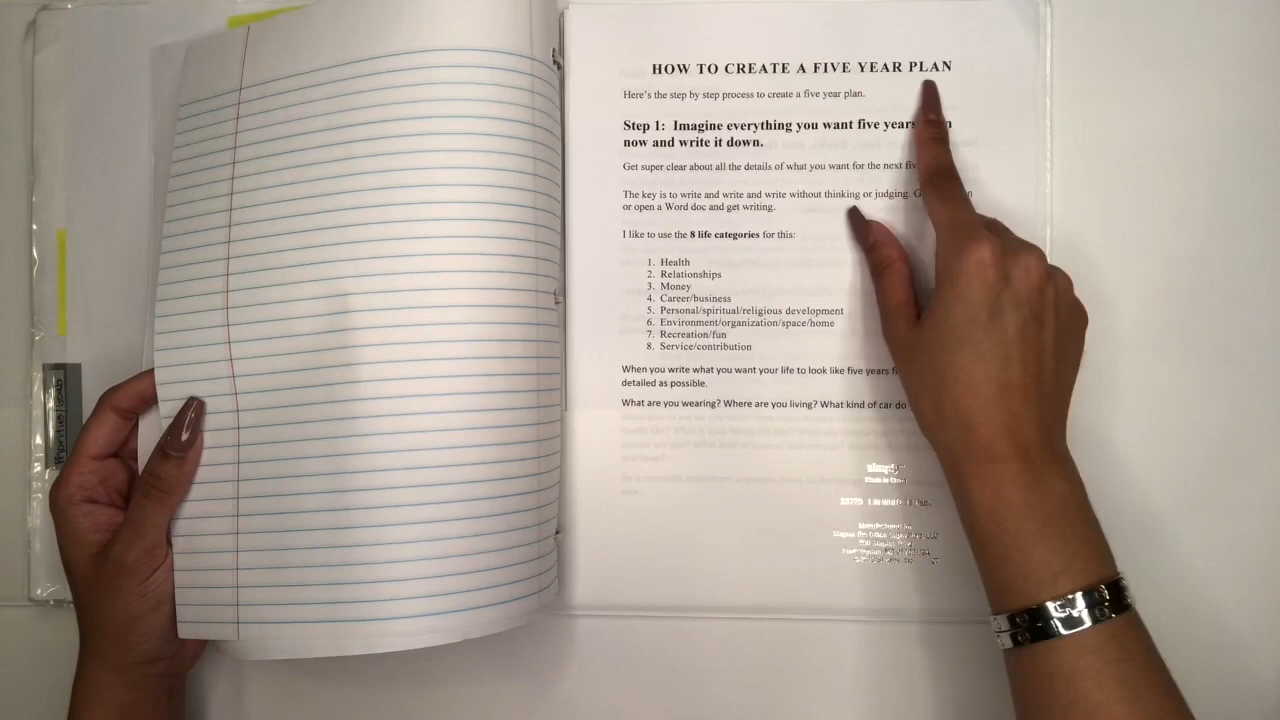 HOW TO CREATE A FIVE YEAR PLAN
Here's the step by step process to create a five year plan.
Step 1: Imagine everything you want five years
now and write it down.
Get super clear about all the details of what you want for the next
The key is to write and write and write without thinking or judging.
or open a Word doc and get writing.
I like to use the 8 life categories for this:
1. Health
2. Relationships
3. Money
4. Career/business
5. Personal/spiritual/religious development
6. Environment/organization/space/home
7. Recreation/fun
8. Service/contribution
When you write what you want your life to look like five years
detailed as possible.
What are you wearing? Where are you living? What kind of car do
simply
Made in China
Priorities/Goals